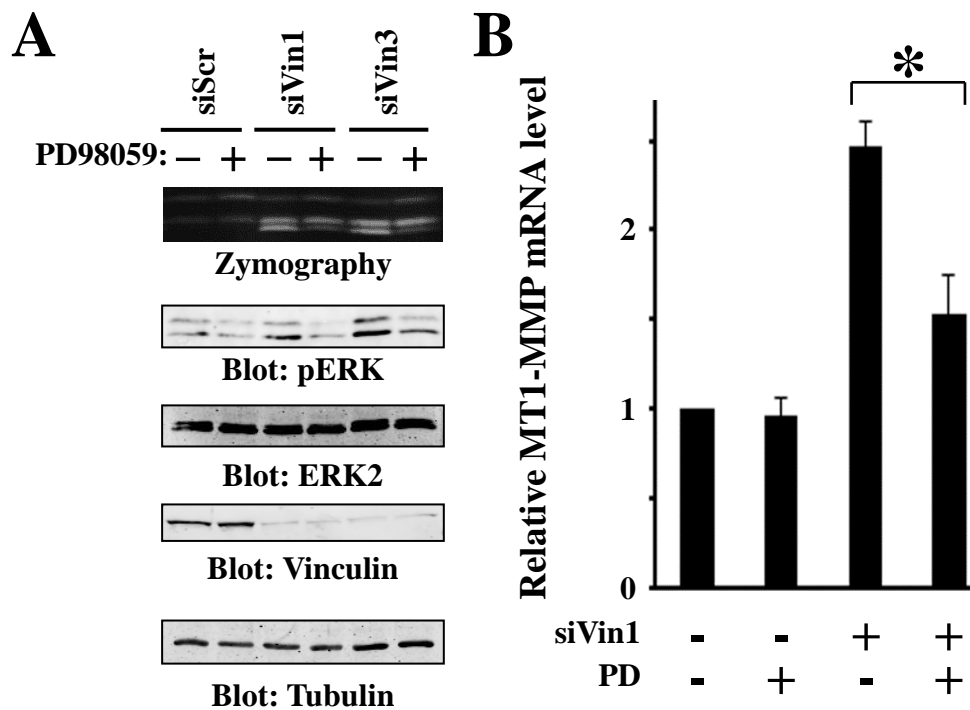 A
siScr
siVin1
siVin3
PD98059: − + − + − +
Zymography
Blot: pERK
Blot: ERK2
Blot: Vinculin
Blot: Tubulin
B
*
Relative MT1-MMP mRNA level
2
1
0
siVin1 - - + +
PD - + - +